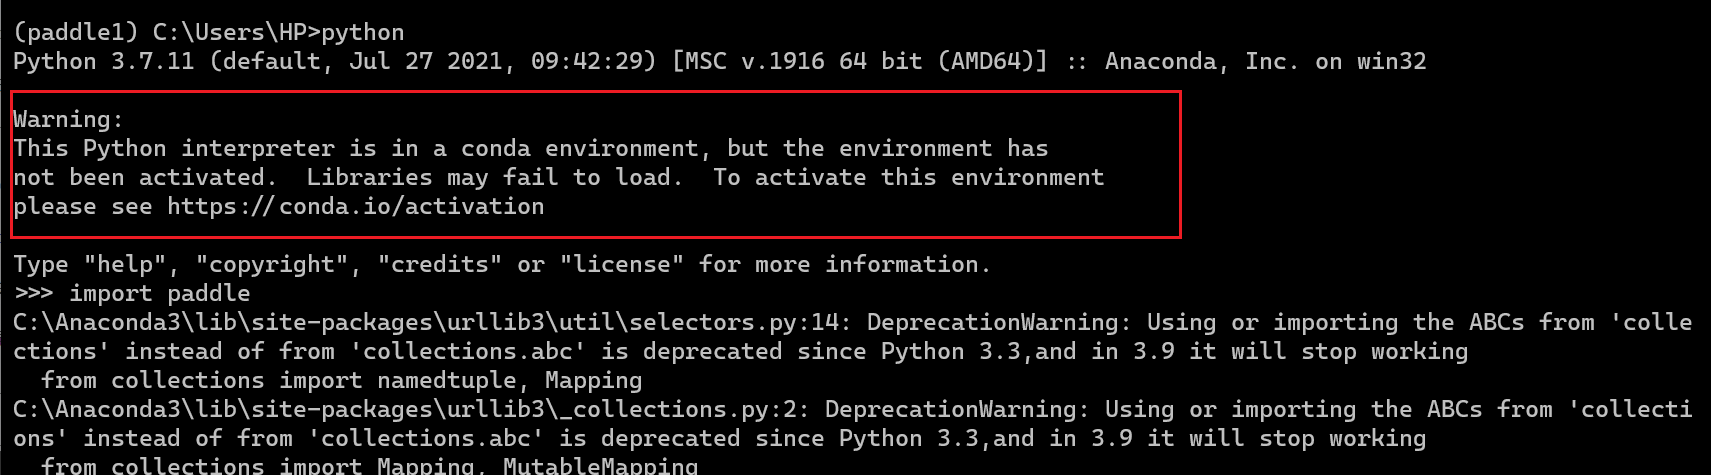 (paddle1) C:\Users\HP>python
Python 3.7.11 (default, Jul 27 2021, 09:42:29) [MSC v.1916 64 bit (AMD64)] :: Anaconda, Inc. on win32
Warning:
This Python interpreter is in a conda environment, but the environment has
not been activated.  Libraries may fail to load.  To activate this environment
please see https://conda.io/activation
Type "help", "copyright", "credits" or "license" for more information.
>>> import paddle
C:\Anaconda3\lib\site-packages\urllib3\util\selectors.py:14: DeprecationWarning: Using or importing the ABCs from 'colle
ctions' instead of from 'collections.abc' is deprecated since Python 3.3,and in 3.9 it will stop working
  from collections import namedtuple, Mapping
C:\Anaconda3\lib\site-packages\urllib3\_collections.py:2: DeprecationWarning: Using or importing the ABCs from 'collecti
ons' instead of from 'collections.abc' is deprecated since Python 3.3,and in 3.9 it will stop working
  from collections import Mapping, MutableMapping